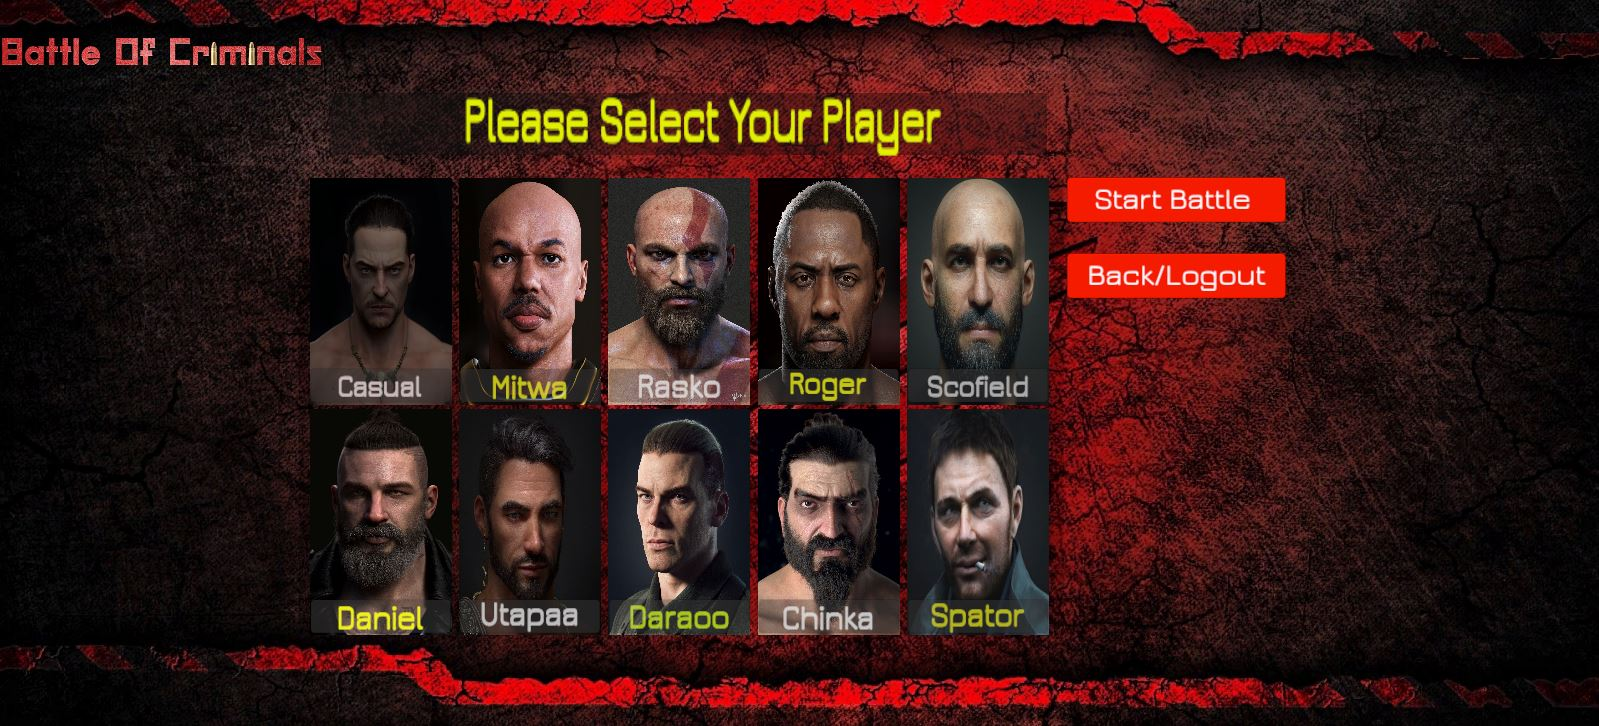 Battle Of Criminals
Please Select Your Player
Start Battle
Back/Logout
Casual
Mitwa
Rasko
Roger
Scofield
Daniel
Utapaa
Daraoo
Chinka
Spator